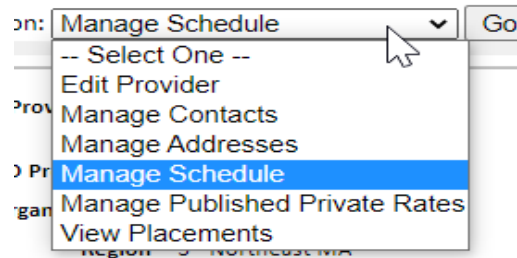 on: Manage Schedule Go
-- Select One --
Edit Provider
Manage Contacts
Manage Addresses
Manage Schedule
Manage Published Private Rates
View Placements